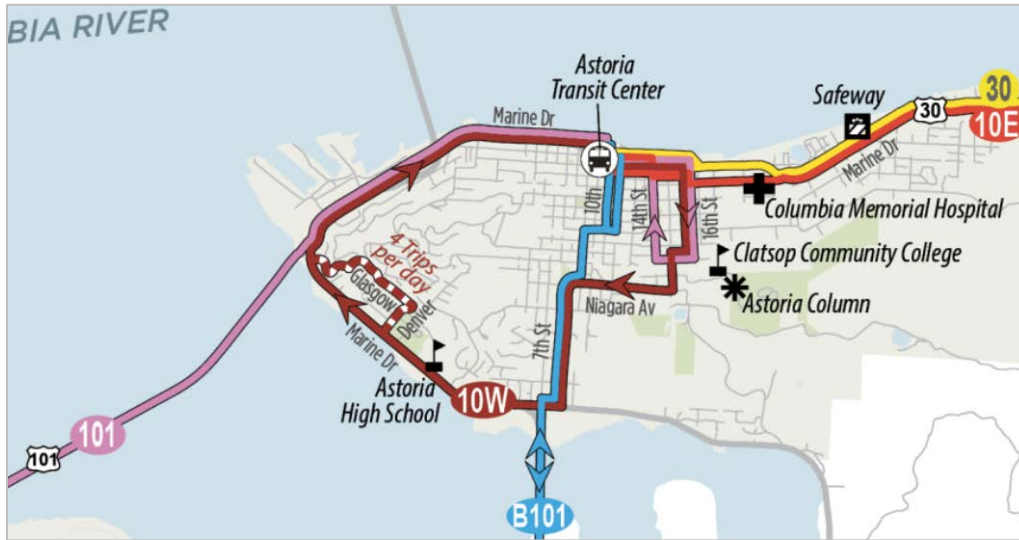 BIA RIVER
Astoria
Transit Center
Marine Dr
Safeway
30
30
10E
Marine Dr
10th
14th St
16th St
Columbia Memorial Hospital
Clatsop Community College
Astoria Column
4 Trips
per day
Glasgow
Denver
Niagara Av
Marine Dr
7th St
Astoria
High School
10W
101
101
B101